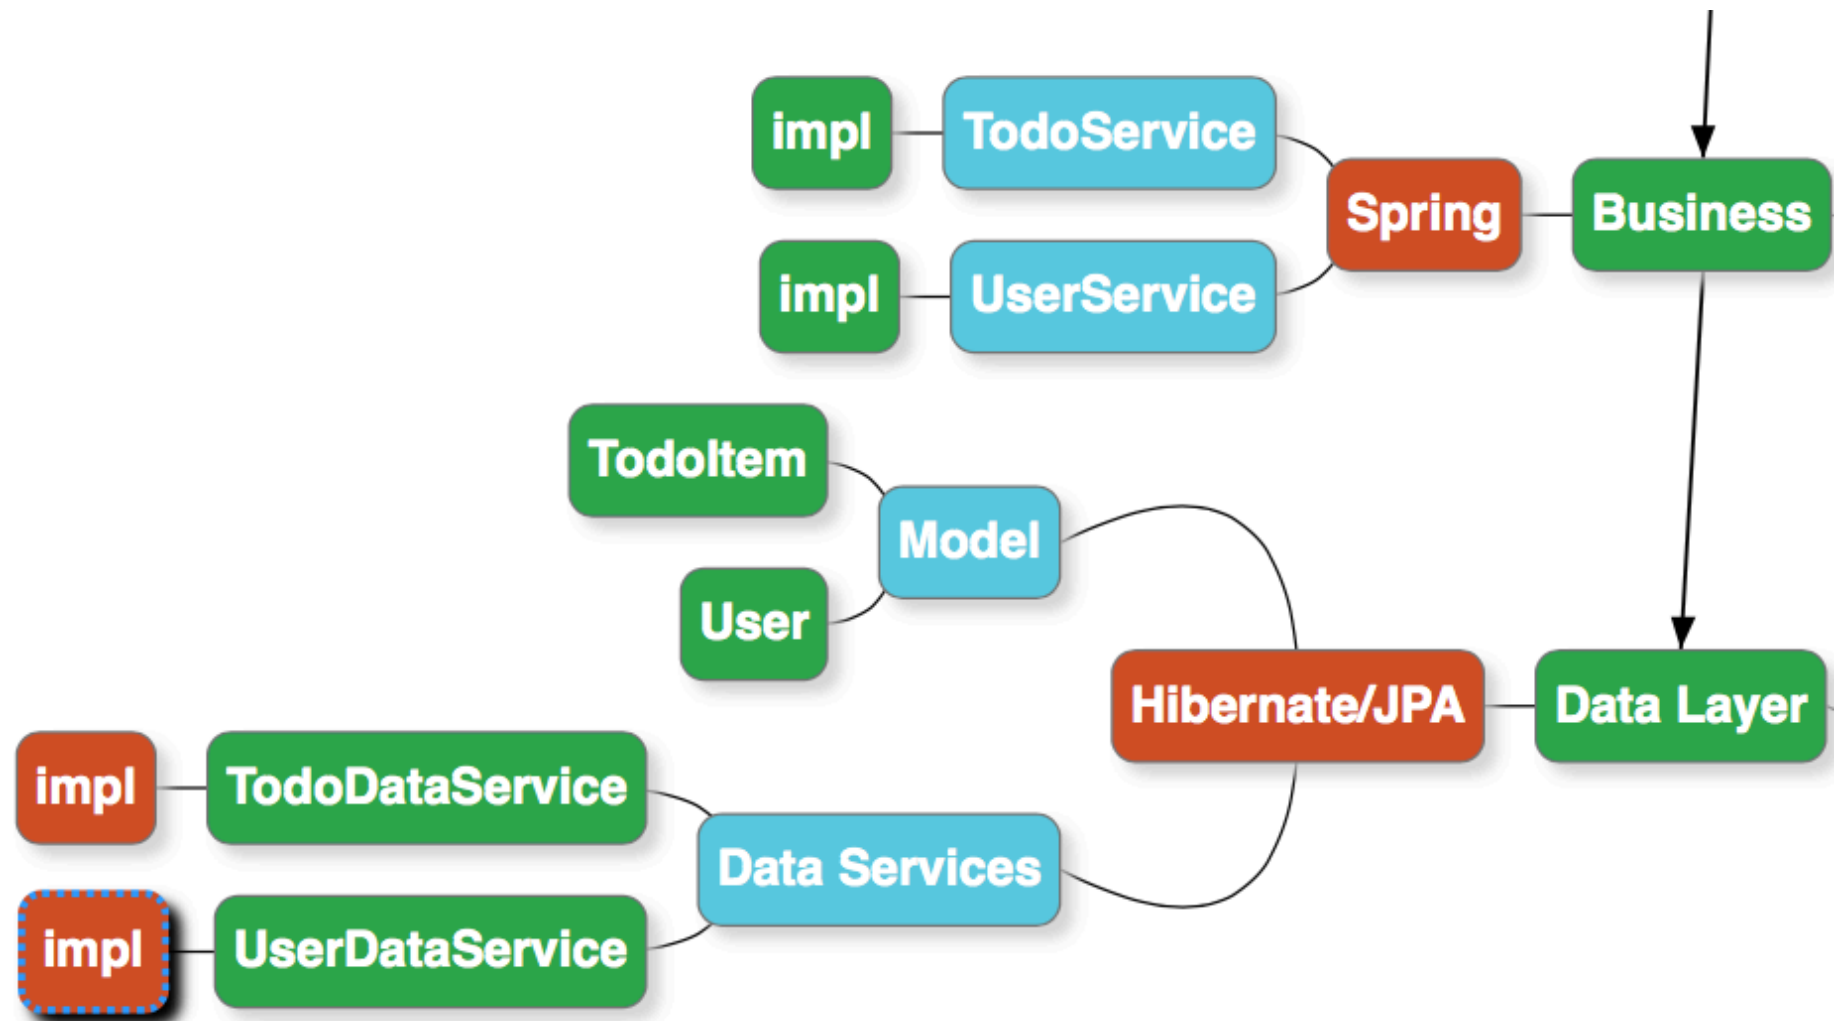 impl
TodoService
Spring
Business
impl
UserService
TodoItem
Model
User
Hibernate/JPA
Data Layer
impl
TodoDataService
Data Services
impl
UserDataService